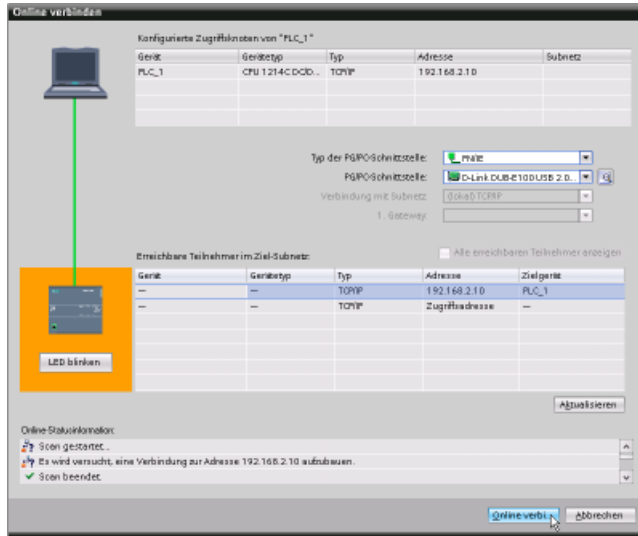 Online verbinden
Konfigurierte Zugriffsknoten von "PLC_1"
Gerät Gerätetyp Typ Adresse Subnetz
PLC_1 CPU 1214C DC/D... TCP/IP 192.168.2.10
Typ der PG/PC-Schnittstelle: PN/IE
PG/PC-Schnittstelle: D-Link DUB-E100 USB 2.0...
Verbindung mit Subnetz: (lokal) TCP/IP
1. Gateway:
Erreichbare Teilnehmer im Ziel-Subnetz: Alle erreichbaren Teilnehmer anzeigen
Gerät Gerätetyp Typ Adresse Zielgerät
— — TCP/IP 192.168.2.10 PLC_1
— — TCP/IP Zugriffsadresse —
LED blinken
Aktualisieren
Online-Statusinformation:
Scan gestartet...
Es wird versucht, eine Verbindung zur Adresse 192.168.2.10 aufzubauen.
Scan beendet.
Online verbi... Abbrechen